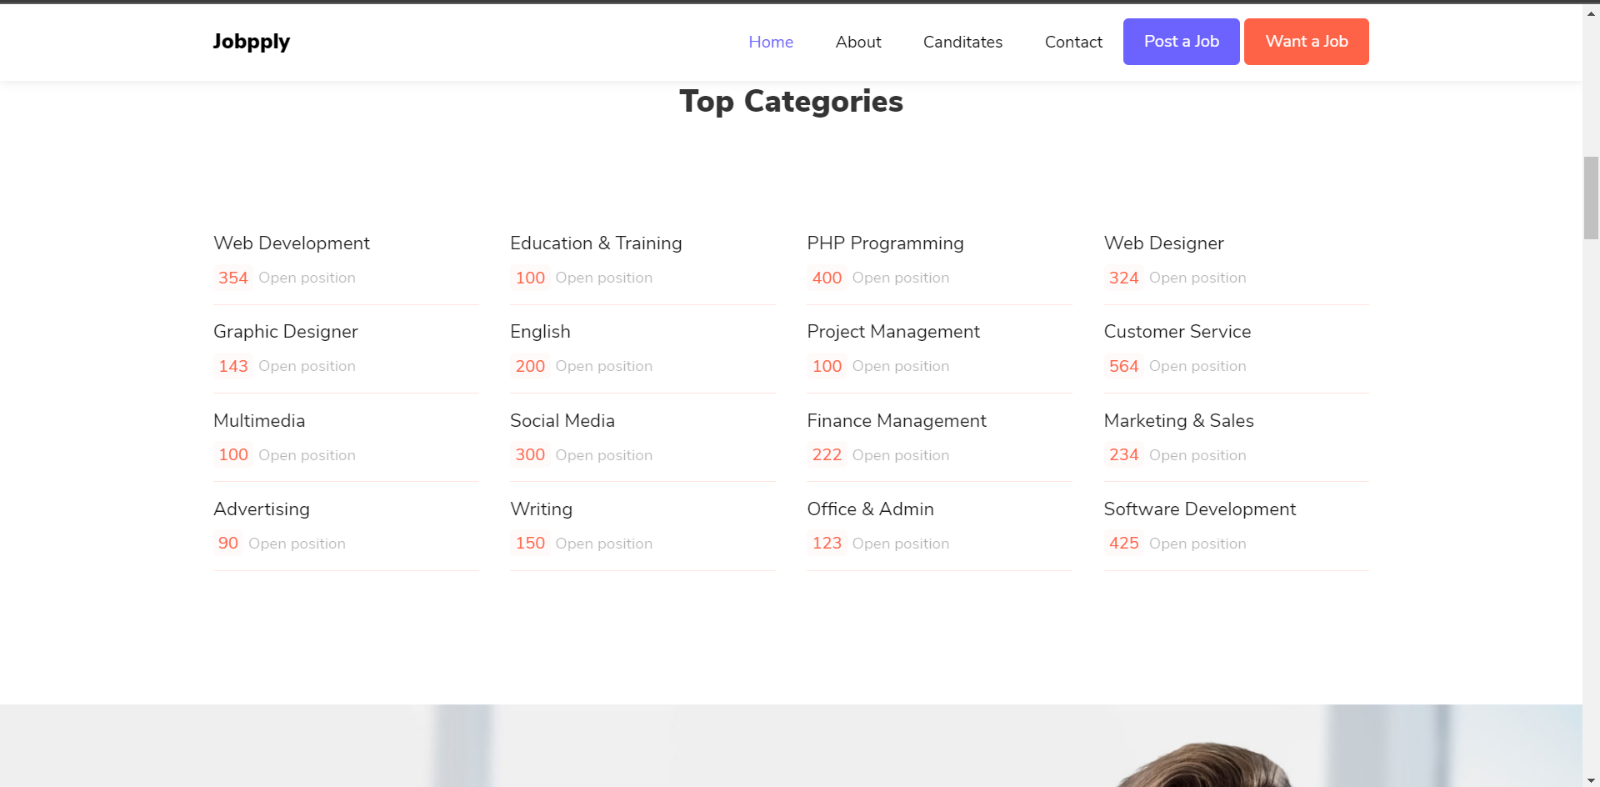 Jobpply
Home About Canditates Contact Post a Job Want a Job
Top Categories
Web Development Education & Training PHP Programming Web Designer
354 Open position 100 Open position 400 Open position 324 Open position
Graphic Designer English Project Management Customer Service
143 Open position 200 Open position 100 Open position 564 Open position
Multimedia Social Media Finance Management Marketing & Sales
100 Open position 300 Open position 222 Open position 234 Open position
Advertising Writing Office & Admin Software Development
90 Open position 150 Open position 123 Open position 425 Open position